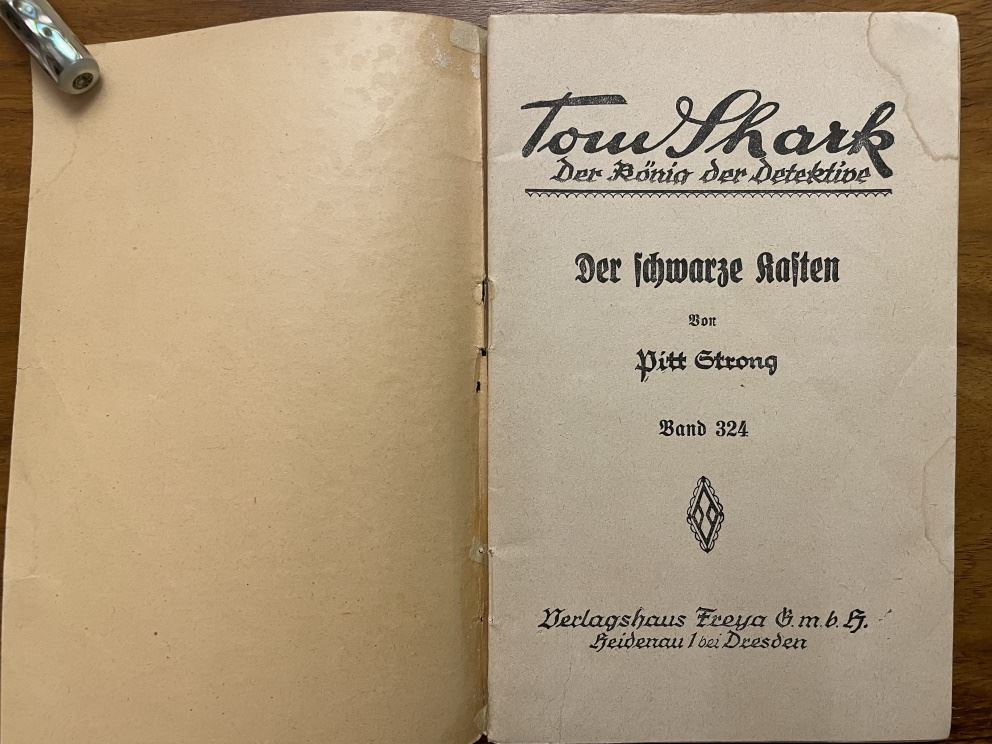 Tom Shark
Der König der Detektive
Der schwarze Kasten
Von
Pitt Strong
Band 324
Verlagshaus Freya G. m. b. H.
Heidenau 1 bei Dresden